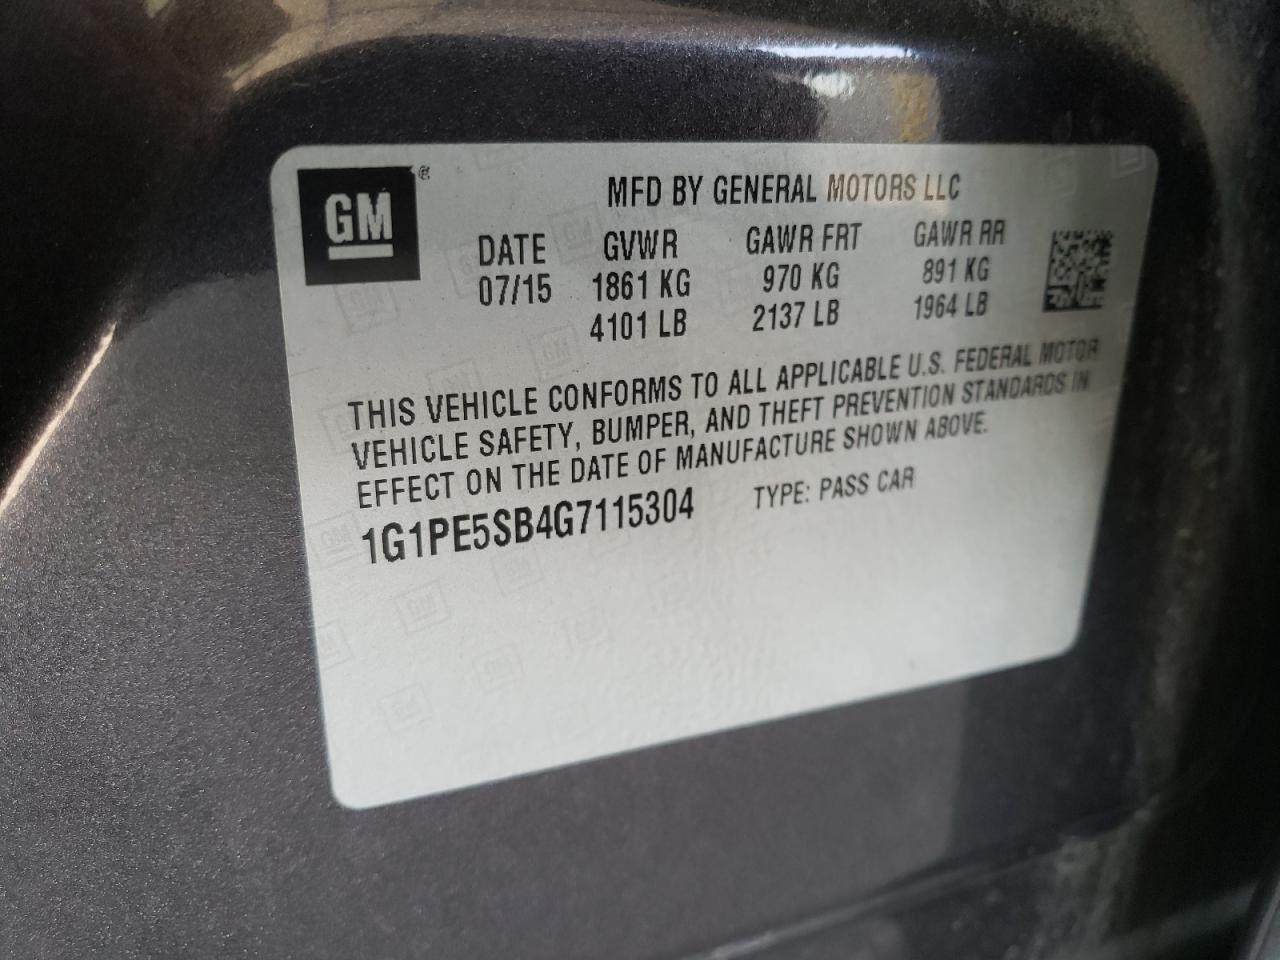 GM®
MFD BY GENERAL MOTORS LLC
DATE GVWR GAWR FRT GAWR RR
07/15 1861 KG 970 KG 891 KG
4101 LB 2137 LB 1964 LB
THIS VEHICLE CONFORMS TO ALL APPLICABLE U.S. FEDERAL MOTOR
VEHICLE SAFETY, BUMPER, AND THEFT PREVENTION STANDARDS IN
EFFECT ON THE DATE OF MANUFACTURE SHOWN ABOVE.
1G1PE5SB4G7115304 TYPE: PASS CAR